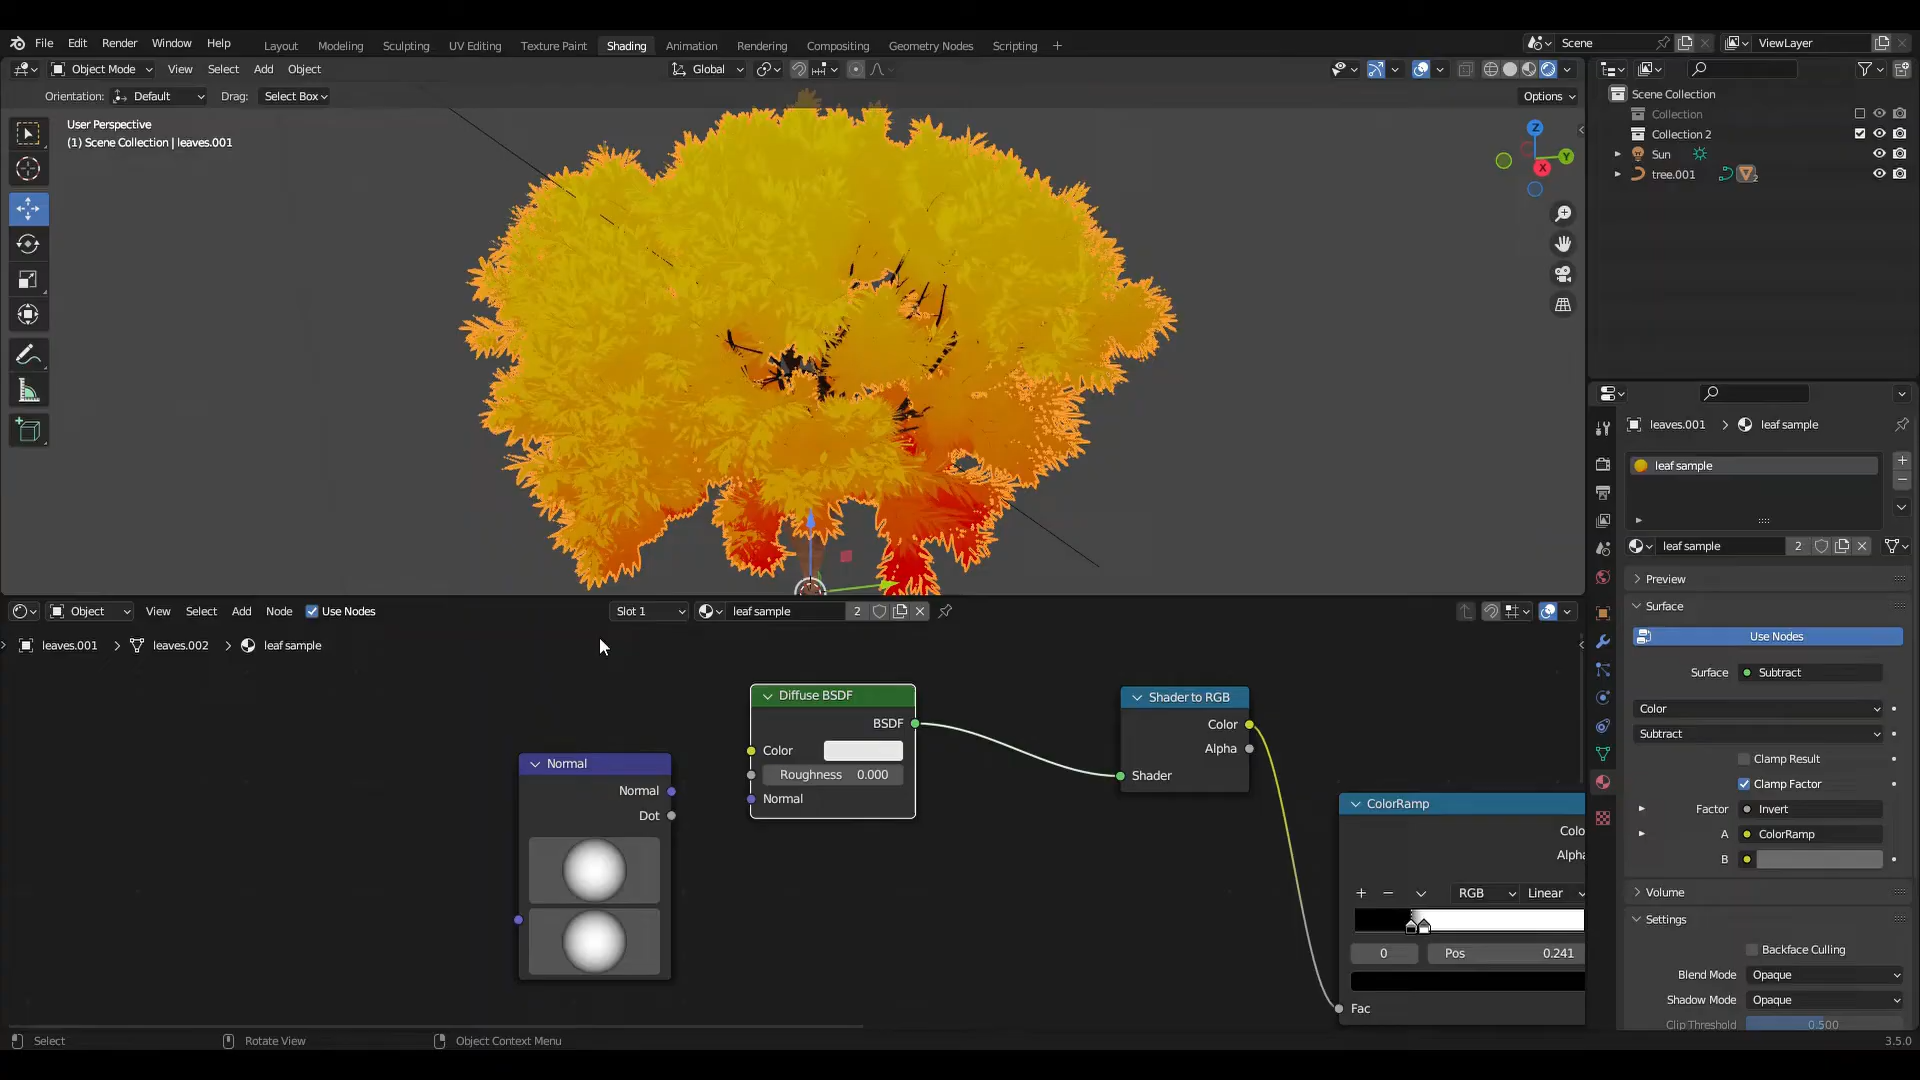 File Edit Render Window Help Layout Modeling Sculpting UV Editing Texture Paint Shading Animation Rendering Compositing Geometry Nodes Scripting + Scene ViewLayer
Object Mode View Select Add Object Global
Orientation: Default Drag: Select Box Options
User Perspective
(1) Scene Collection | leaves.001
Z
Y
X
Scene Collection
Collection
Collection 2
Sun
tree.001 2
leaves.001 > leaf sample
leaf sample
leaf sample 2
Preview
Surface
Use Nodes
Surface Subtract
Color
Subtract
Clamp Result
Clamp Factor
Factor Invert
A ColorRamp
B
Volume
Settings
Backface Culling
Blend Mode Opaque
Shadow Mode Opaque
Clip Threshold 0.500
Object View Select Add Node Use Nodes Slot 1 leaf sample 2
leaves.001 > leaves.002 > leaf sample
Normal
Normal
Dot
Diffuse BSDF
BSDF
Color
Roughness 0.000
Normal
Shader to RGB
Color
Alpha
Shader
ColorRamp
Colo
Alpha
+ − RGB Linear
0 Pos 0.241
Fac
Select Rotate View Object Context Menu 3.5.0